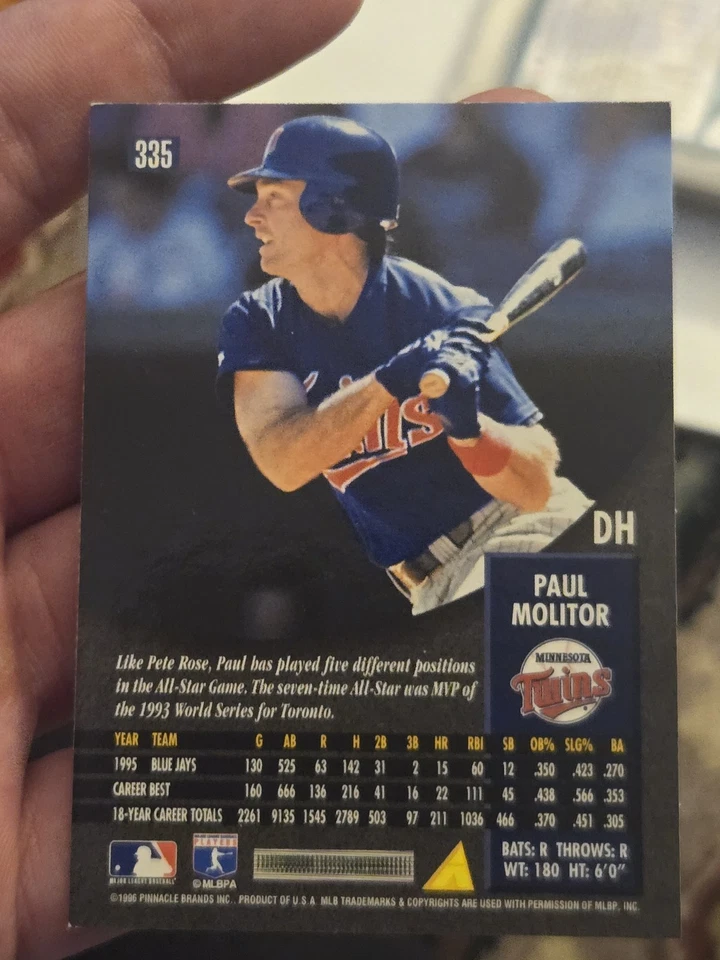 335
Twins
DH
PAUL
MOLITOR
MINNESOTA
Twins
Like Pete Rose, Paul has played five different positions
in the All-Star Game. The seven-time All-Star was MVP of
the 1993 World Series for Toronto.
YEAR TEAM G AB R H 2B 3B HR RBI SB OB% SLG% BA
1995 BLUE JAYS 130 525 63 142 31 2 15 60 12 .350 .423 .270
CAREER BEST 160 666 136 216 41 16 22 111 45 .438 .566 .353
18-YEAR CAREER TOTALS 2261 9135 1545 2789 503 97 211 1036 466 .370 .451 .305
BATS: R THROWS: R
WT: 180 HT: 6'0"
MAJOR LEAGUE BASEBALL
PLAYERS
©MLBPA
©1996 PINNACLE BRANDS INC., PRODUCT OF U.S.A. MLB TRADEMARKS & COPYRIGHTS ARE USED WITH PERMISSION OF MLBP, INC.